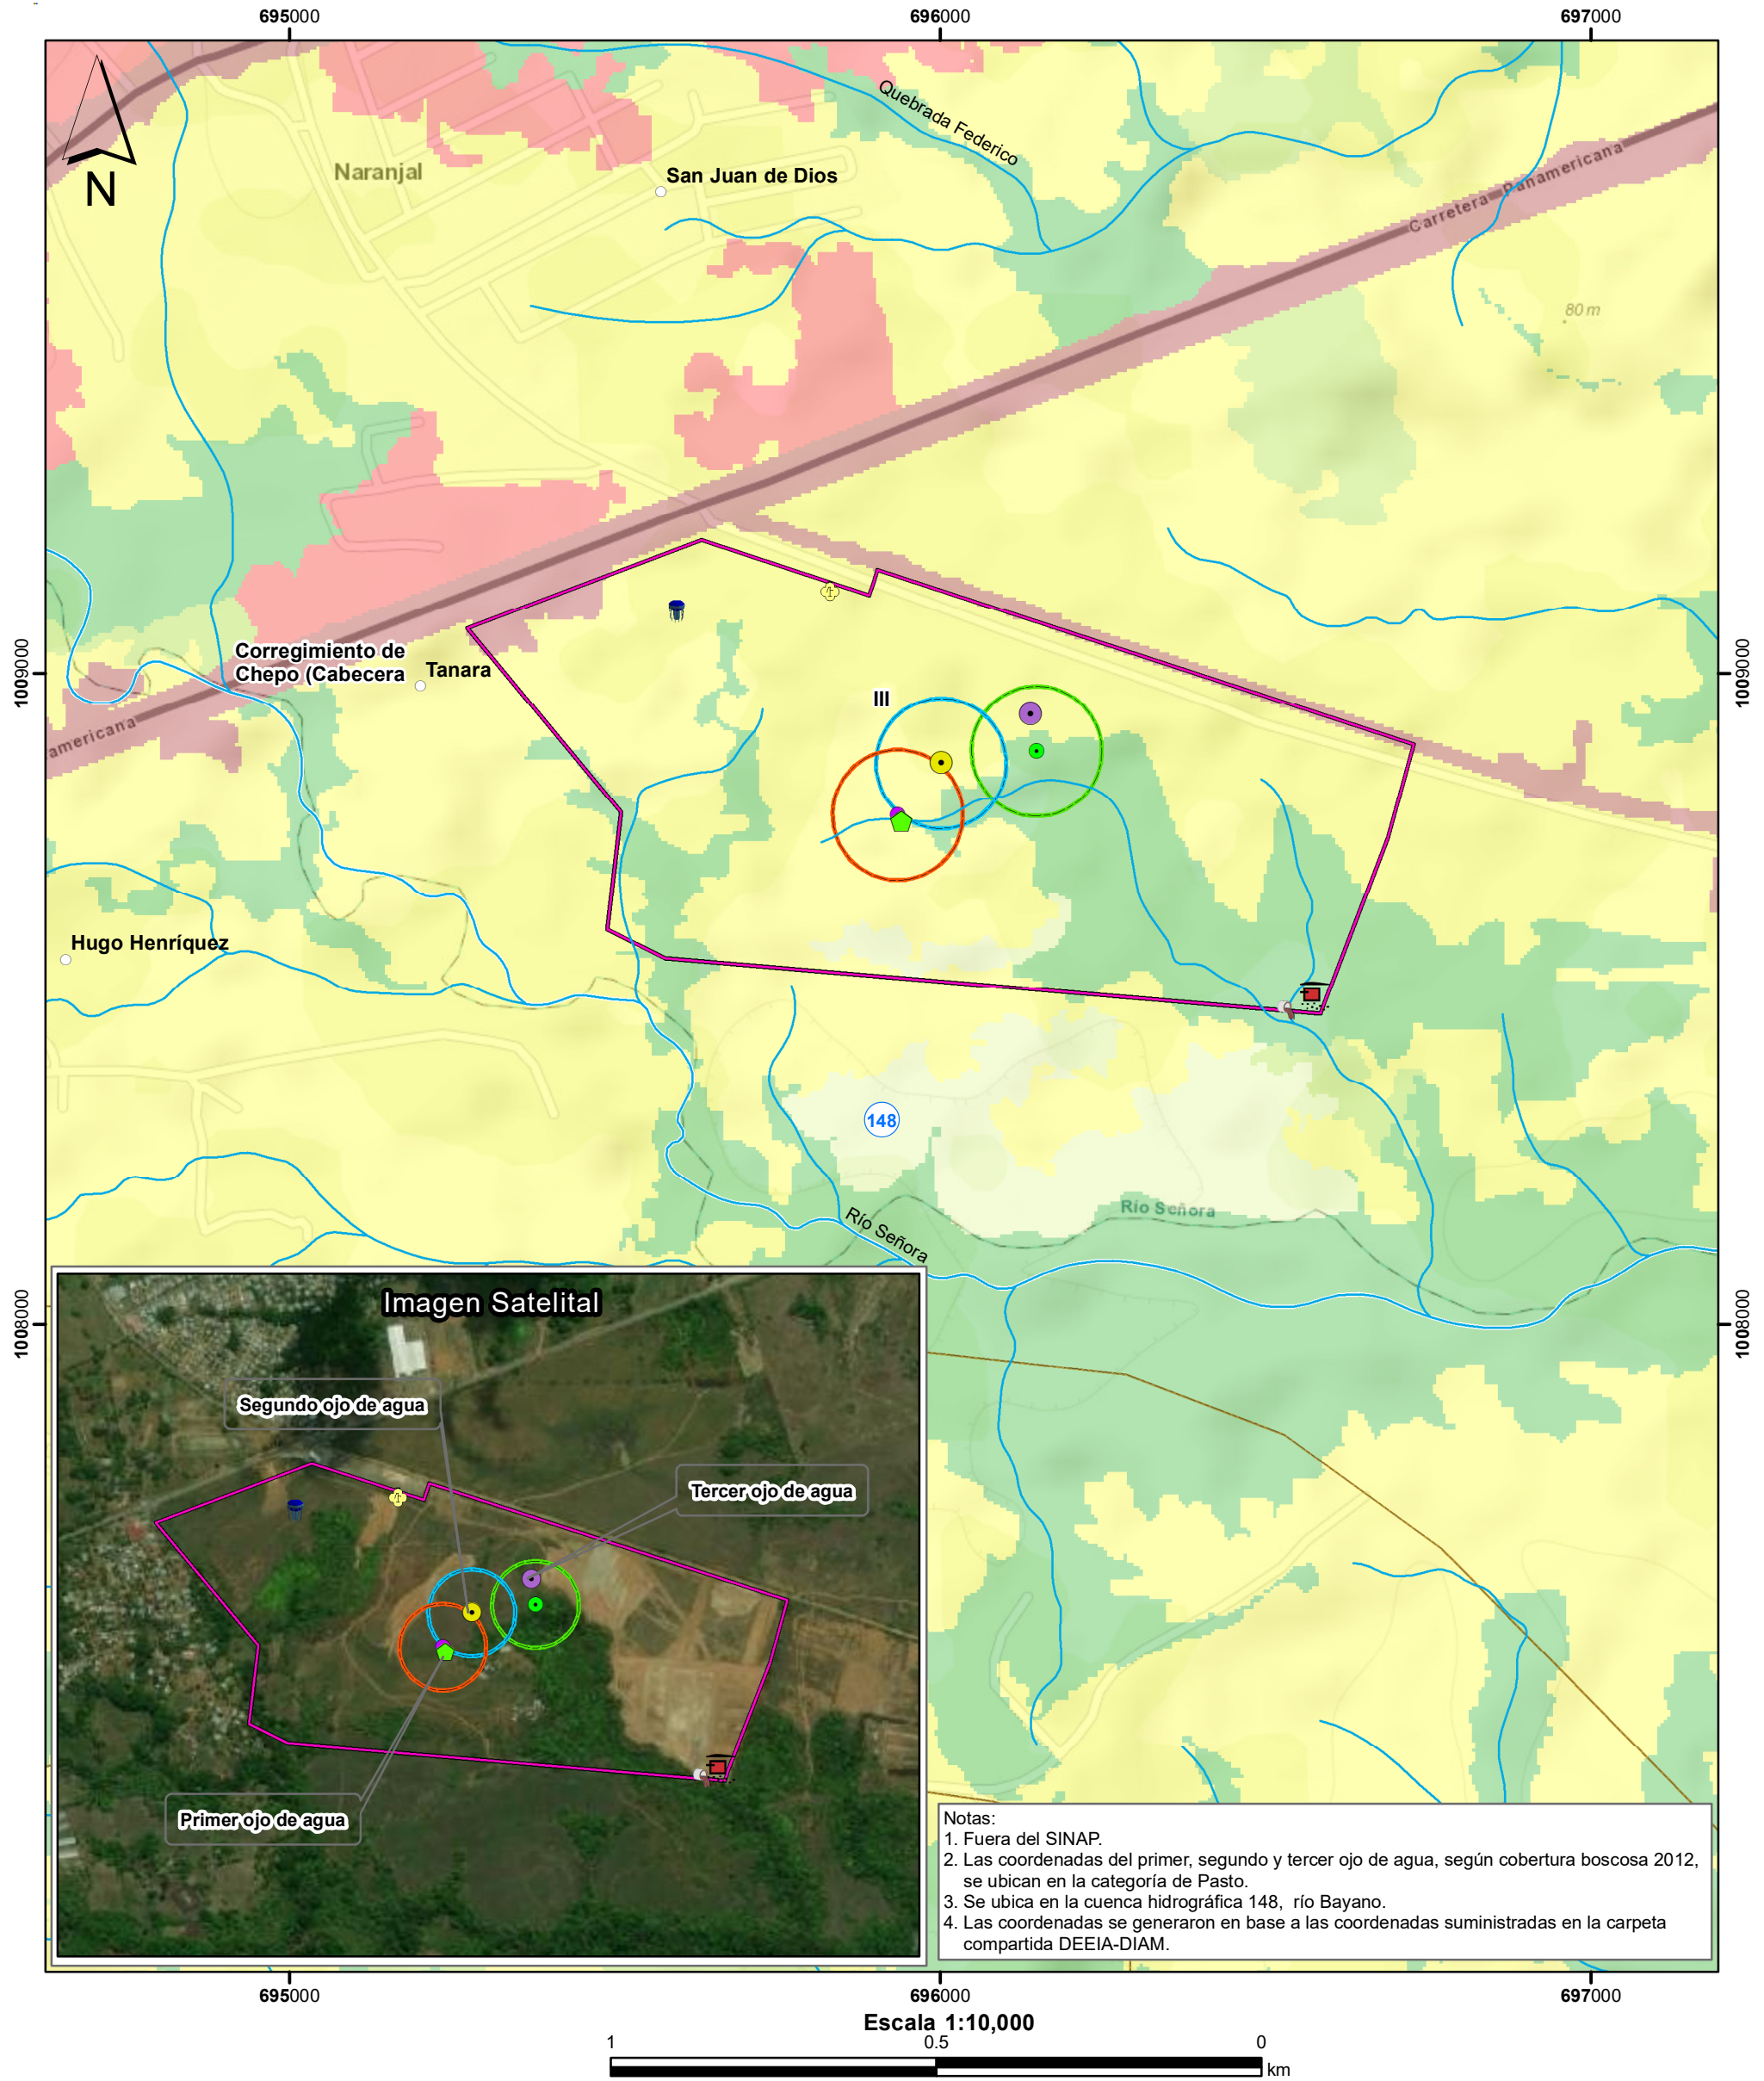 695000
696000
697000
N
Naranjal
San Juan de Dios
Quebrada Federico
Carretera Panamericana
80 m
1009000
1009000
Corregimiento de
Chepo (Cabecera
Tanara
americana
III
Hugo Henríquez
148
Río Señora
Río Señora
1008000
1008000
Imagen Satelital
Segundo ojo de agua
Tercer ojo de agua
Primer ojo de agua
Notas:
1. Fuera del SINAP.
2. Las coordenadas del primer, segundo y tercer ojo de agua, según cobertura boscosa 2012,
se ubican en la categoría de Pasto.
3. Se ubica en la cuenca hidrográfica 148, río Bayano.
4. Las coordenadas se generaron en base a las coordenadas suministradas en la carpeta
compartida DEEIA-DIAM.
695000
696000
697000
Escala 1:10,000
1 0.5 0
km